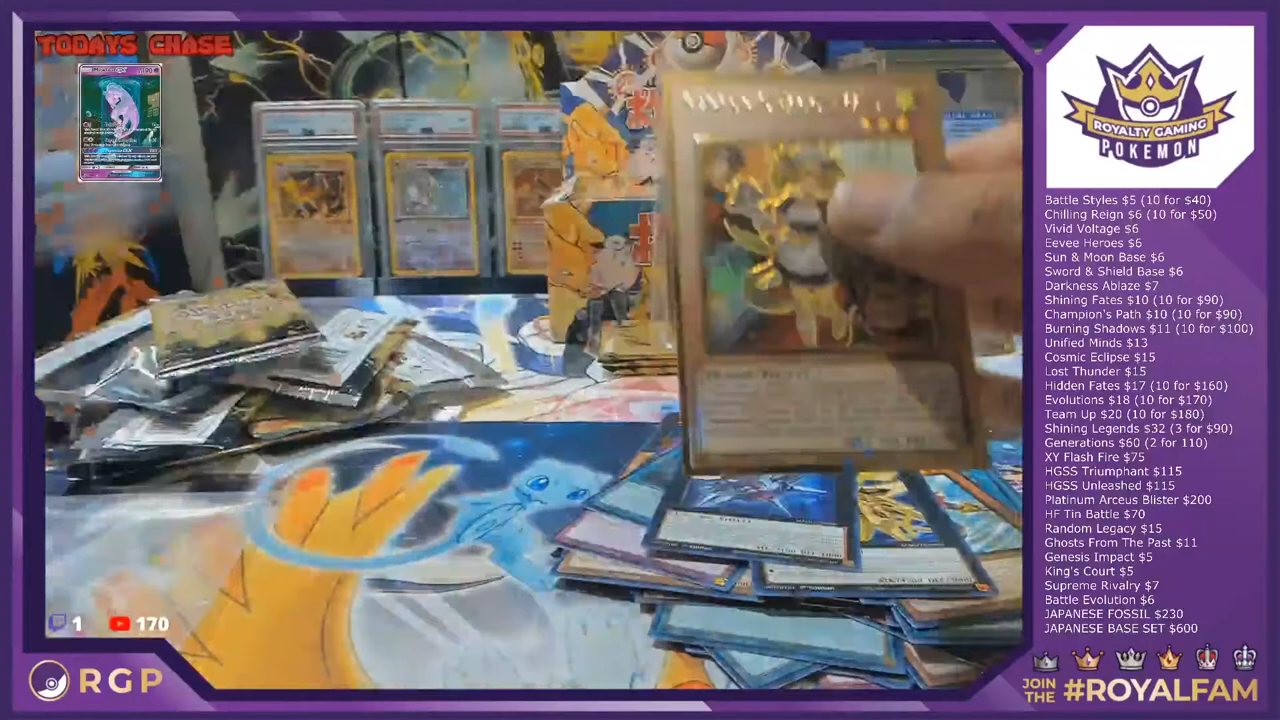 TODAYS CHASE
ROYALTY GAMING
POKEMON
Battle Styles $5 (10 for $40)
Chilling Reign $6 (10 for $50)
Vivid Voltage $6
Eevee Heroes $6
Sun & Moon Base $6
Sword & Shield Base $6
Darkness Ablaze $7
Shining Fates $10 (10 for $90)
Champion's Path $10 (10 for $90)
Burning Shadows $11 (10 for $100)
Unified Minds $13
Cosmic Eclipse $15
Lost Thunder $15
Hidden Fates $17 (10 for $160)
Evolutions $18 (10 for $170)
Team Up $20 (10 for $180)
Shining Legends $32 (3 for $90)
Generations $60 (2 for 110)
XY Flash Fire $75
HGSS Triumphant $115
HGSS Unleashed $115
Platinum Arceus Blister $200
HF Tin Battle $70
Random Legacy $15
Ghosts From The Past $11
Genesis Impact $5
King's Court $5
Supreme Rivalry $7
Battle Evolution $6
JAPANESE FOSSIL $230
JAPANESE BASE SET $600
1 170
RGP
JOIN THE #ROYALFAM